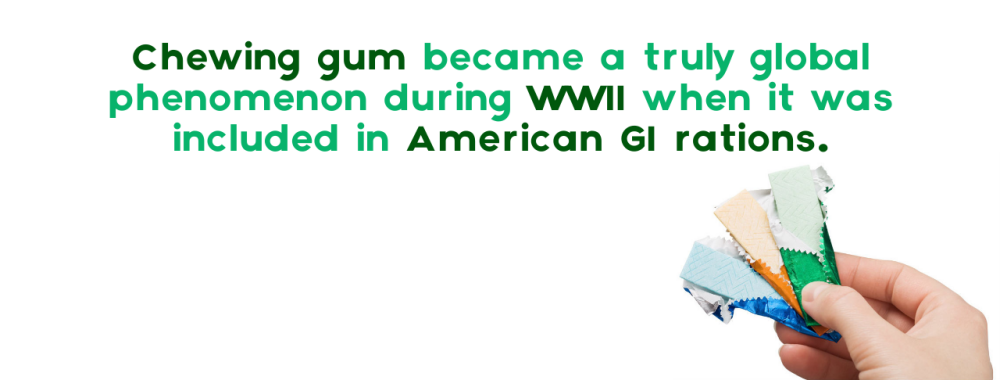 Chewing gum became a truly global
phenomenon during WWII when it was
included in American GI rations.